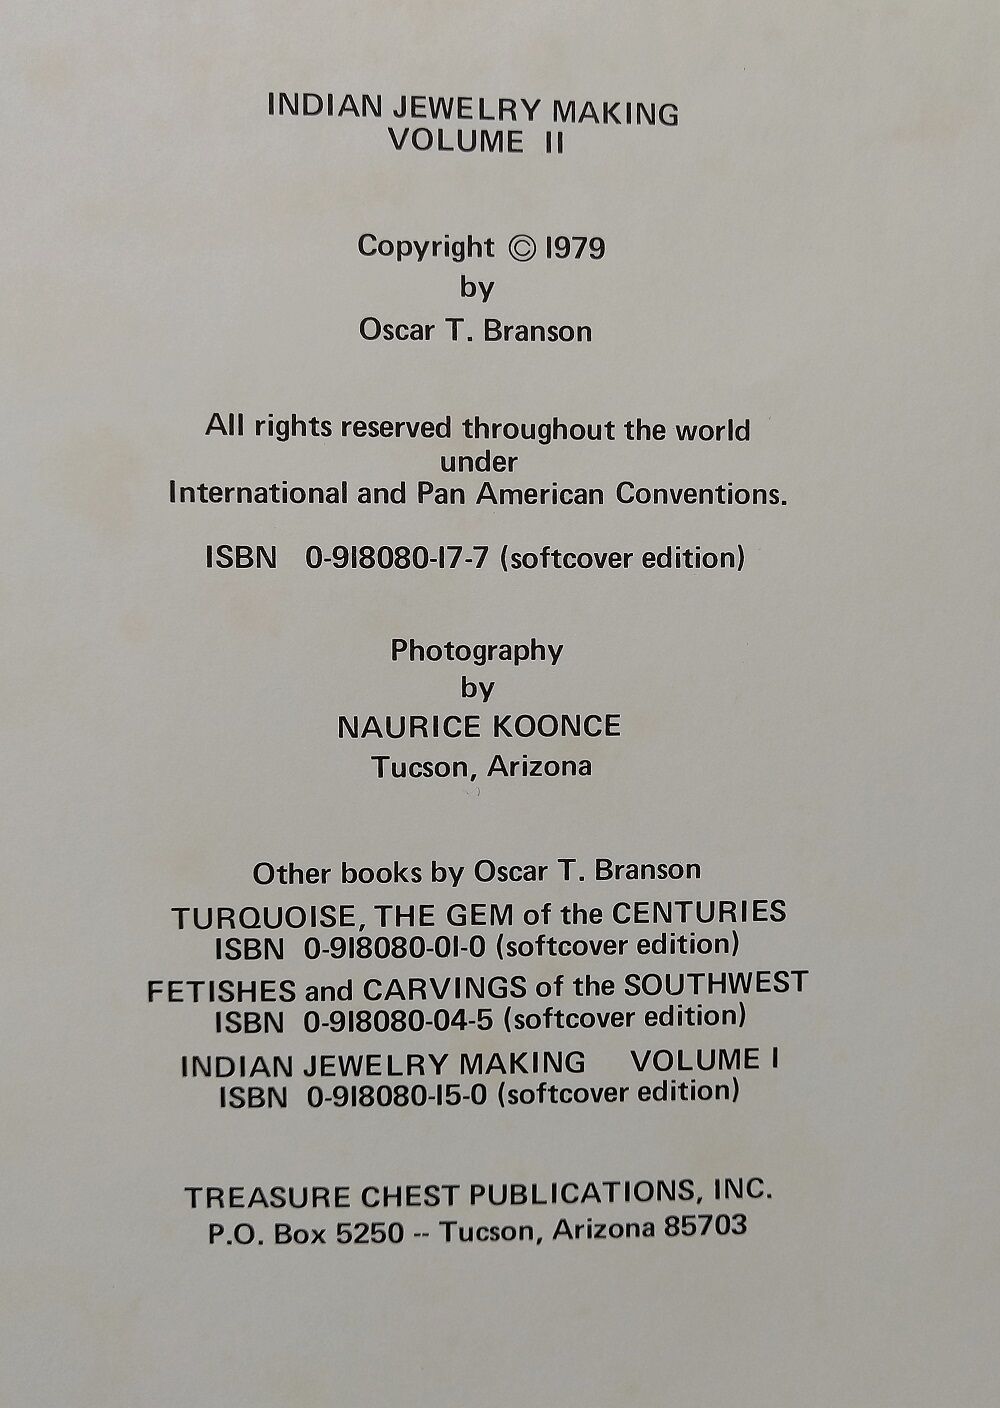 INDIAN JEWELRY MAKING
VOLUME II
Copyright © 1979
by
Oscar T. Branson
All rights reserved throughout the world
under
International and Pan American Conventions.
ISBN 0-918080-17-7 (softcover edition)
Photography
by
NAURICE KOONCE
Tucson, Arizona
Other books by Oscar T. Branson
TURQUOISE, THE GEM of the CENTURIES
ISBN 0-918080-01-0 (softcover edition)
FETISHES and CARVINGS of the SOUTHWEST
ISBN 0-918080-04-5 (softcover edition)
INDIAN JEWELRY MAKING VOLUME I
ISBN 0-918080-15-0 (softcover edition)
TREASURE CHEST PUBLICATIONS, INC.
P.O. Box 5250 -- Tucson, Arizona 85703